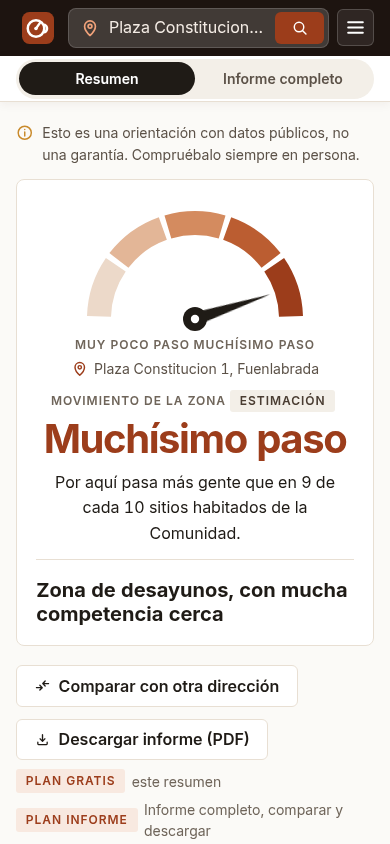 Plaza Constitucion...
Resumen
Informe completo
Esto es una orientación con datos públicos, no
una garantía. Compruébalo siempre en persona.
MUY POCO PASO MUCHÍSIMO PASO
Plaza Constitucion 1, Fuenlabrada
MOVIMIENTO DE LA ZONA ESTIMACIÓN
Muchísimo paso
Por aquí pasa más gente que en 9 de
cada 10 sitios habitados de la
Comunidad.
Zona de desayunos, con mucha
competencia cerca
Comparar con otra dirección
Descargar informe (PDF)
PLAN GRATIS este resumen
PLAN INFORME Informe completo, comparar y
descargar